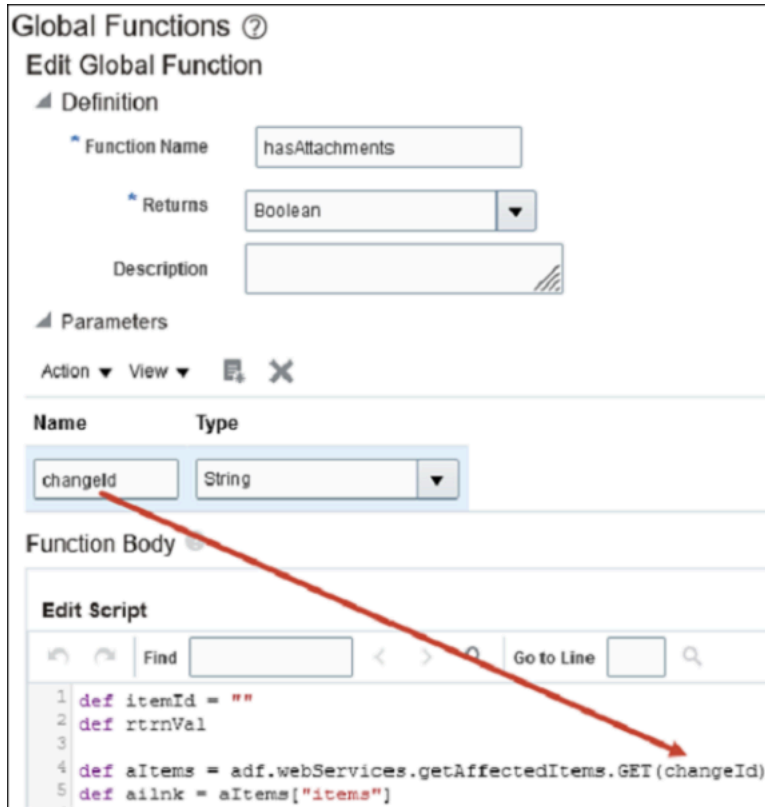 Global Functions ?
Edit Global Function
Definition
* Function Name hasAttachments
* Returns Boolean
Description
Parameters
Action View
Name Type
changeId String
Function Body
Edit Script
Find Go to Line
1 def itemId = ""
2 def rtrnVal
3
4 def aItems = adf.webServices.getAffectedItems.GET(changeId)
5 def ailnk = aItems["items"]